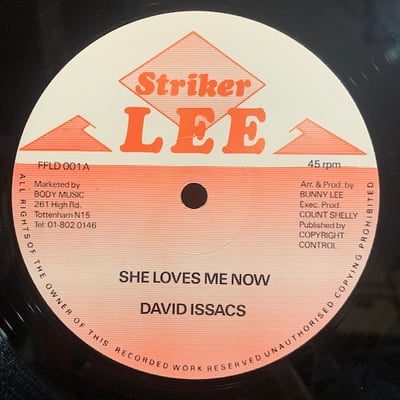 Striker
LEE
FFLD 001A
45 rpm
Marketed by
BODY MUSIC
261 High Rd.
Tottenham N15
Tel: 01-802 0146
Arr. & Prod. by
BUNNY LEE
Exec. Prod.
COUNT SHELLY
Published by
COPYRIGHT
CONTROL
SHE LOVES ME NOW
DAVID ISSACS
ALL RIGHTS OF THE OWNER OF THIS RECORDED WORK RESERVED UNAUTHORISED COPYING PROHIBITED